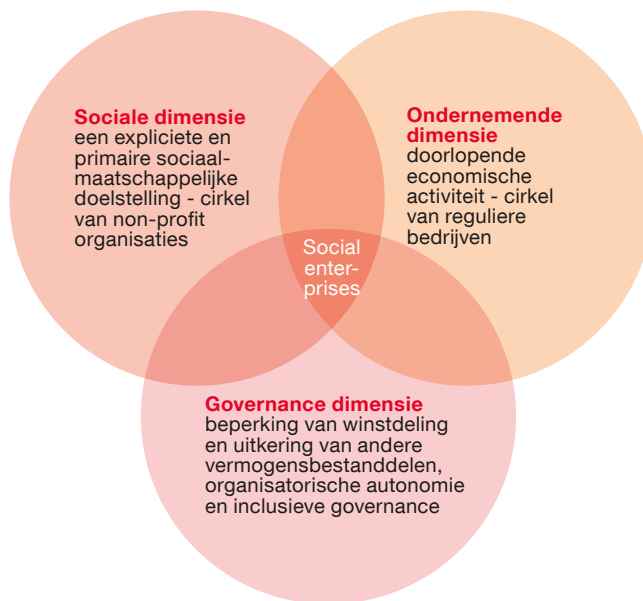 Sociale dimensie
een expliciete en
primaire sociaal-
maatschappelijke
doelstelling - cirkel
van non-profit
organisaties
Ondernemende
dimensie
doorlopende
economische
activiteit - cirkel
van reguliere
bedrijven
Social
enter-
prises
Governance dimensie
beperking van winstdeling
en uitkering van andere
vermogensbestanddelen,
organisatorische autonomie
en inclusieve governance